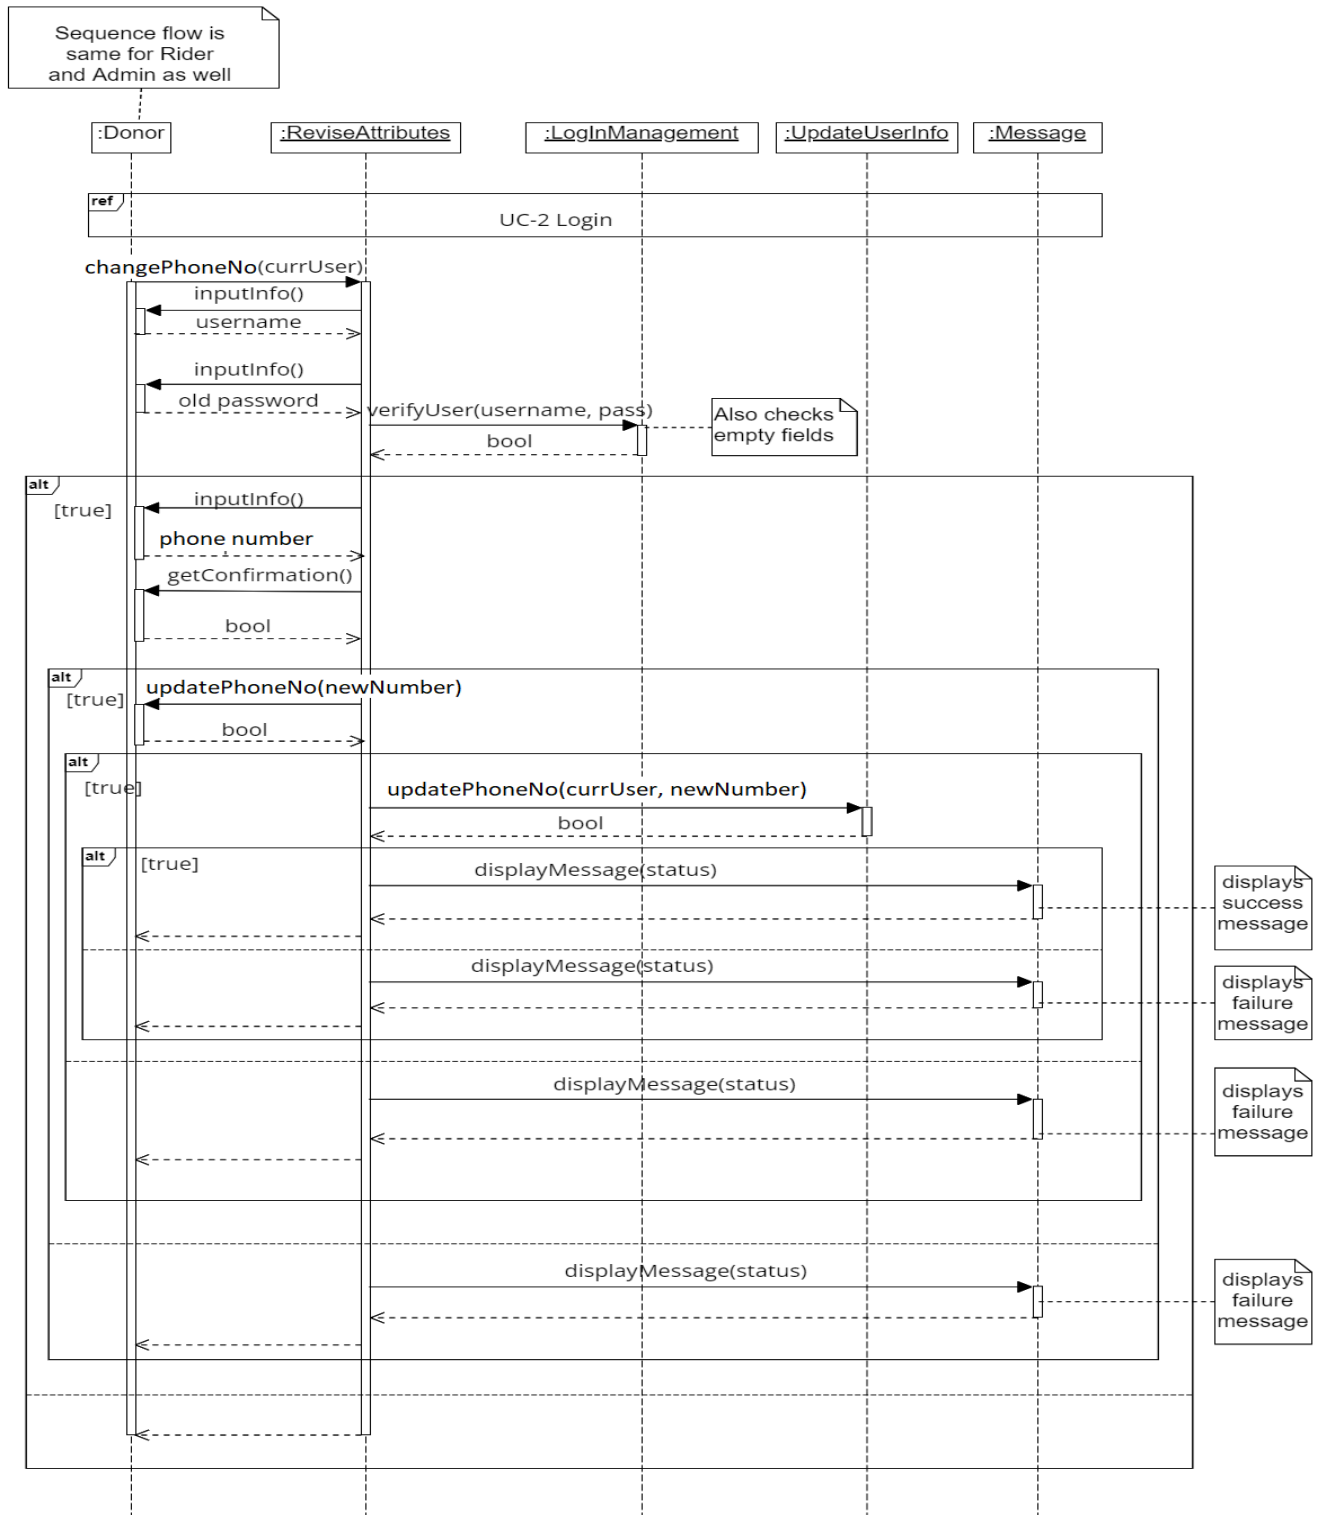 Sequence flow is
same for Rider
and Admin as well
:Donor
:ReviseAttributes
:LogInManagement
:UpdateUserInfo
:Message
ref
UC-2 Login
changePhoneNo(currUser)
inputInfo()
username
inputInfo()
old password
verifyUser(username, pass)
Also checks
empty fields
bool
alt
[true]
inputInfo()
phone number
getConfirmation()
bool
alt
[true]
updatePhoneNo(newNumber)
bool
alt
[true]
updatePhoneNo(currUser, newNumber)
bool
alt
[true]
displayMessage(status)
displays
success
message
displayMessage(status)
displays
failure
message
displayMessage(status)
displays
failure
message
displayMessage(status)
displays
failure
message